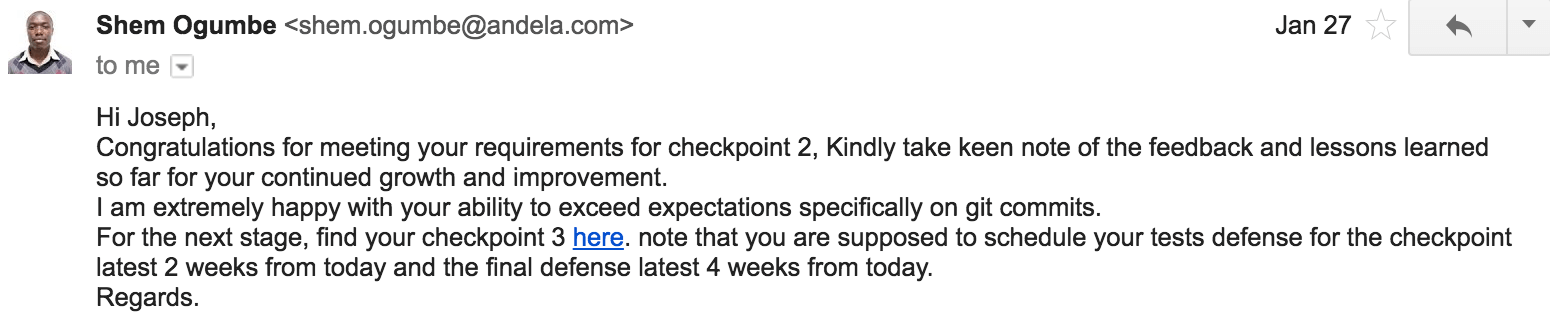 Shem Ogumbe <shem.ogumbe@andela.com>
Jan 27
to me
Hi Joseph,
Congratulations for meeting your requirements for checkpoint 2, Kindly take keen note of the feedback and lessons learned
so far for your continued growth and improvement.
I am extremely happy with your ability to exceed expectations specifically on git commits.
For the next stage, find your checkpoint 3 here. note that you are supposed to schedule your tests defense for the checkpoint
latest 2 weeks from today and the final defense latest 4 weeks from today.
Regards.